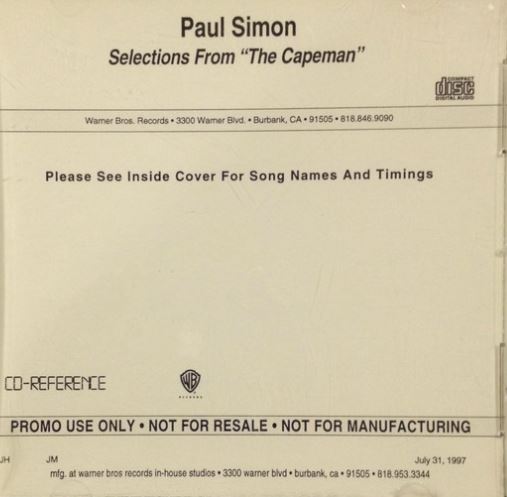 Paul Simon
Selections From "The Capeman"
COMPACT
disc
DIGITAL AUDIO
Warner Bros. Records • 3300 Warner Blvd. • Burbank, CA • 91505 • 818.846.9090
Please See Inside Cover For Song Names And Timings
CD-REFERENCE
WB
RECORDS
PROMO USE ONLY • NOT FOR RESALE • NOT FOR MANUFACTURING
JH JM July 31, 1997
mfg. at warner bros records in-house studios • 3300 warner blvd • burbank, ca • 91505 • 818.953.3344